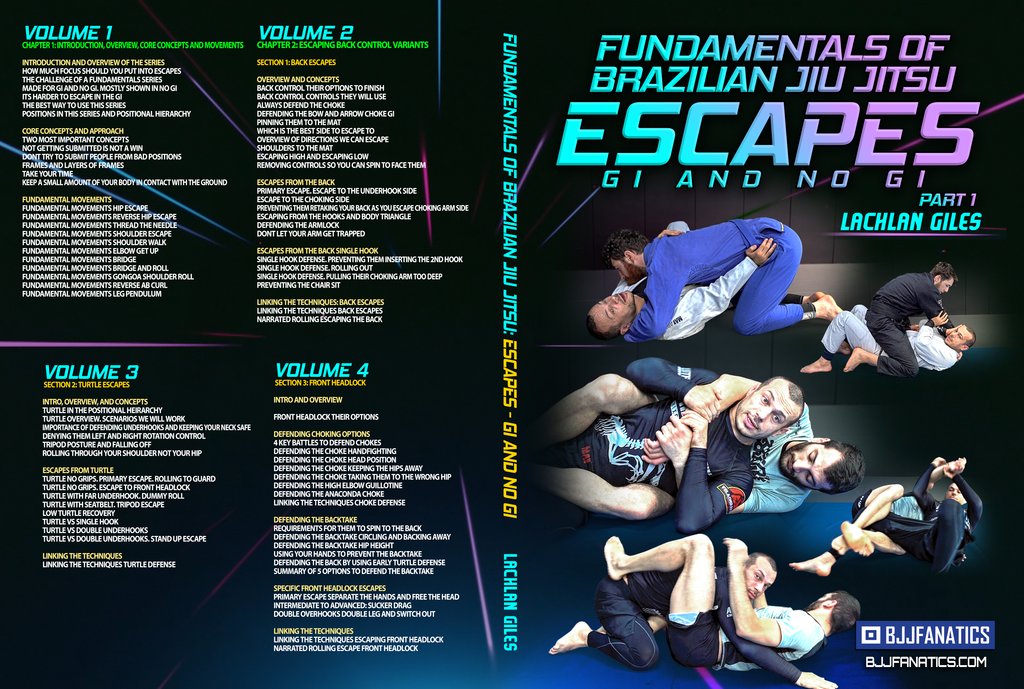 VOLUME 1
CHAPTER 1: INTRODUCTION, OVERVIEW, CORE CONCEPTS AND MOVEMENTS
INTRODUCTION AND OVERVIEW OF THE SERIES
HOW MUCH FOCUS SHOULD YOU PUT INTO ESCAPES
THE CHALLENGE OF A FUNDAMENTALS SERIES
MADE FOR GI AND NO GI. MOSTLY SHOWN IN NO GI
ITS HARDER TO ESCAPE IN THE GI
THE BEST WAY TO USE THIS SERIES
POSITIONS IN THIS SERIES AND POSITIONAL HIERARCHY
CORE CONCEPTS AND APPROACH
TWO MOST IMPORTANT CONCEPTS
NOT GETTING SUBMITTED IS NOT A WIN
DONT TRY TO SUBMIT PEOPLE FROM BAD POSITIONS
FRAMES AND LAYERS OF FRAMES
TAKE YOUR TIME
KEEP A SMALL AMOUNT OF YOUR BODY IN CONTACT WITH THE GROUND
FUNDAMENTAL MOVEMENTS
FUNDAMENTAL MOVEMENTS HIP ESCAPE
FUNDAMENTAL MOVEMENTS REVERSE HIP ESCAPE
FUNDAMENTAL MOVEMENTS THREAD THE NEEDLE
FUNDAMENTAL MOVEMENTS SHOULDER ESCAPE
FUNDAMENTAL MOVEMENTS SHOULDER WALK
FUNDAMENTAL MOVEMENTS ELBOW GET UP
FUNDAMENTAL MOVEMENTS BRIDGE
FUNDAMENTAL MOVEMENTS BRIDGE AND ROLL
FUNDAMENTAL MOVEMENTS GONGOA SHOULDER ROLL
FUNDAMENTAL MOVEMENTS REVERSE AB CURL
FUNDAMENTAL MOVEMENTS LEG PENDULUM
VOLUME 2
CHAPTER 2: ESCAPING BACK CONTROL VARIANTS
SECTION 1: BACK ESCAPES
OVERVIEW AND CONCEPTS
BACK CONTROL THEIR OPTIONS TO FINISH
BACK CONTROL CONTROLS THEY WILL USE
ALWAYS DEFEND THE CHOKE
DEFENDING THE BOW AND ARROW CHOKE GI
PINNING THEM TO THE MAT
WHICH IS THE BEST SIDE TO ESCAPE TO
OVERVIEW OF DIRECTIONS WE CAN ESCAPE
SHOULDERS TO THE MAT
ESCAPING HIGH AND ESCAPING LOW
REMOVING CONTROLS SO YOU CAN SPIN TO FACE THEM
ESCAPES FROM THE BACK
PRIMARY ESCAPE. ESCAPE TO THE UNDERHOOK SIDE
ESCAPE TO THE CHOKING SIDE
PREVENTING THEM RETAKING YOUR BACK AS YOU ESCAPE CHOKING ARM SIDE
ESCAPING FROM THE HOOKS AND BODY TRIANGLE
DEFENDING THE ARMLOCK
DONT LET YOUR ARM GET TRAPPED
ESCAPES FROM THE BACK SINGLE HOOK
SINGLE HOOK DEFENSE. PREVENTING THEM INSERTING THE 2ND HOOK
SINGLE HOOK DEFENSE. ROLLING OUT
SINGLE HOOK DEFENSE. PULLING THEIR CHOKING ARM TOO DEEP
PREVENTING THE CHAIR SIT
LINKING THE TECHNIQUES: BACK ESCAPES
LINKING THE TECHNIQUES BACK ESCAPES
NARRATED ROLLING ESCAPING THE BACK
VOLUME 3
SECTION 2: TURTLE ESCAPES
INTRO, OVERVIEW, AND CONCEPTS
TURTLE IN THE POSITIONAL HEIRARCHY
TURTLE OVERVIEW. SCENARIOS WE WILL WORK
IMPORTANCE OF DEFENDING UNDERHOOKS AND KEEPING YOUR NECK SAFE
DENYING THEM LEFT AND RIGHT ROTATION CONTROL
TRIPOD POSTURE AND FALLING OFF
ROLLING THROUGH YOUR SHOULDER NOT YOUR HIP
ESCAPES FROM TURTLE
TURTLE NO GRIPS. PRIMARY ESCAPE. ROLLING TO GUARD
TURTLE NO GRIPS. ESCAPE TO FRONT HEADLOCK
TURTLE WITH FAR UNDERHOOK. DUMMY ROLL
TURTLE WITH SEATBELT. TRIPOD ESCAPE
LOW TURTLE RECOVERY
TURTLE VS SINGLE HOOK
TURTLE VS DOUBLE UNDERHOOKS
TURTLE VS DOUBLE UNDERHOOKS. STAND UP ESCAPE
LINKING THE TECHNIQUES
LINKING THE TECHNIQUES TURTLE DEFENSE
VOLUME 4
SECTION 3: FRONT HEADLOCK
INTRO AND OVERVIEW
FRONT HEADLOCK THEIR OPTIONS
DEFENDING CHOKING OPTIONS
4 KEY BATTLES TO DEFEND CHOKES
DEFENDING THE CHOKE HANDFIGHTING
DEFENDING THE CHOKE HEAD POSITION
DEFENDING THE CHOKE KEEPING THE HIPS AWAY
DEFENDING THE CHOKE TAKING THEM TO THE WRONG HIP
DEFENDING THE HIGH ELBOW GUILLOTINE
DEFENDING THE ANACONDA CHOKE
LINKING THE TECHNIQUES CHOKE DEFENSE
DEFENDING THE BACKTAKE
REQUIREMENTS FOR THEM TO SPIN TO THE BACK
DEFENDING THE BACKTAKE CIRCLING AND BACKING AWAY
DEFENDING THE BACKTAKE HIP HEIGHT
USING YOUR HANDS TO PREVENT THE BACKTAKE
DEFENDING THE BACK BY USING EARLY TURTLE DEFENSE
SUMMARY OF 5 OPTIONS TO DEFEND THE BACKTAKE
SPECIFIC FRONT HEADLOCK ESCAPES
PRIMARY ESCAPE SEPARATE THE HANDS AND FREE THE HEAD
INTERMEDIATE TO ADVANCED: SUCKER DRAG
DOUBLE OVERHOOKS DOUBLE LEG AND SWITCH OUT
LINKING THE TECHNIQUES
LINKING THE TECHNIQUES ESCAPING FRONT HEADLOCK
NARRATED ROLLING ESCAPE FRONT HEADLOCK
FUNDAMENTALS OF BRAZILIAN JIU JITSU: ESCAPES - GI AND NO GI
LACHLAN GILES
FUNDAMENTALS OF
BRAZILIAN JIU JITSU
ESCAPES
GI AND NO GI
PART 1
LACHLAN GILES
BJJFANATICS
BJJFANATICS.COM